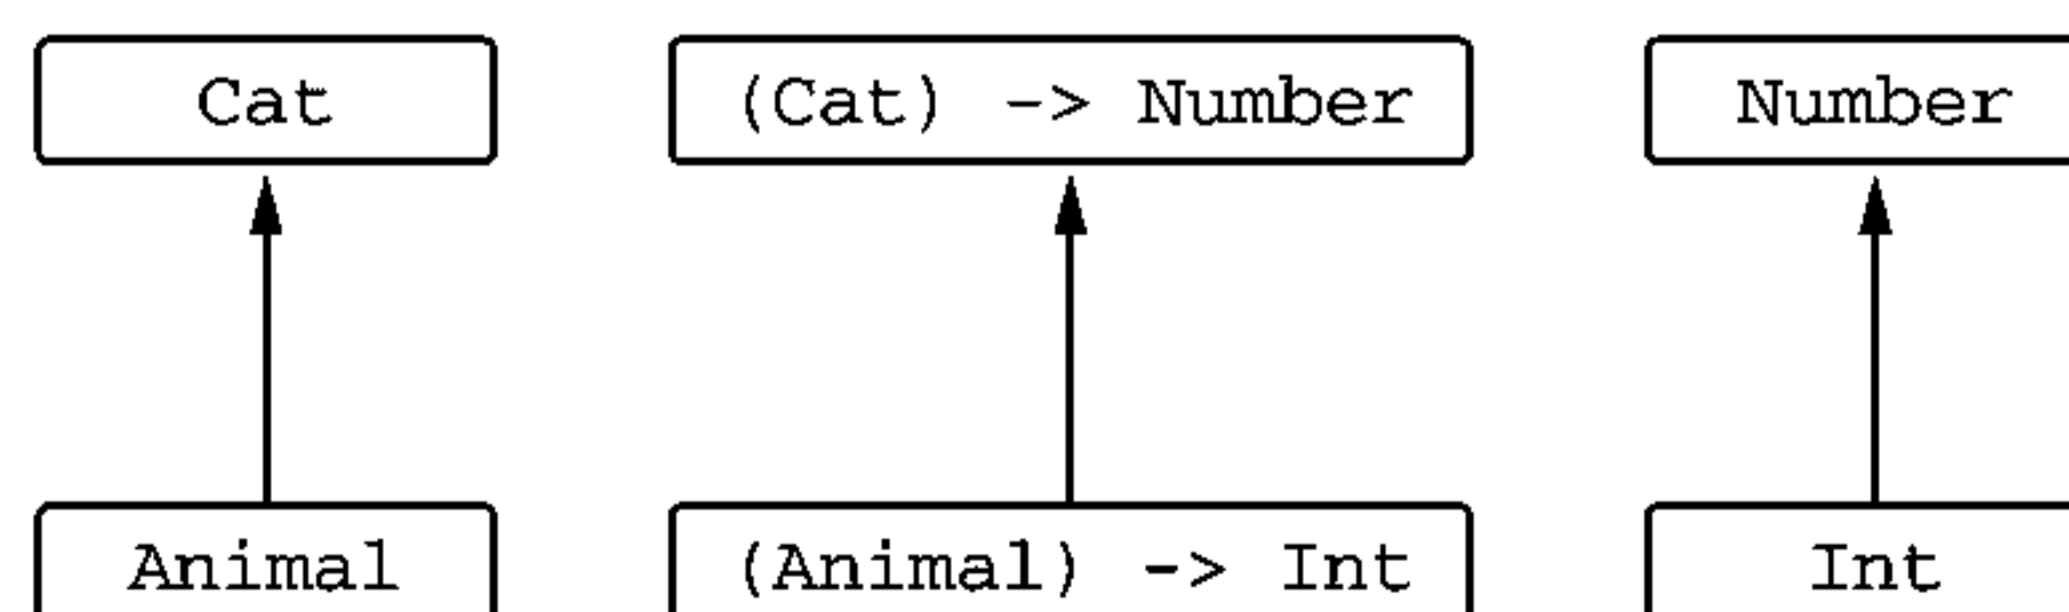 Cat
(Cat) -> Number
Number
Animal
(Animal) -> Int
Int